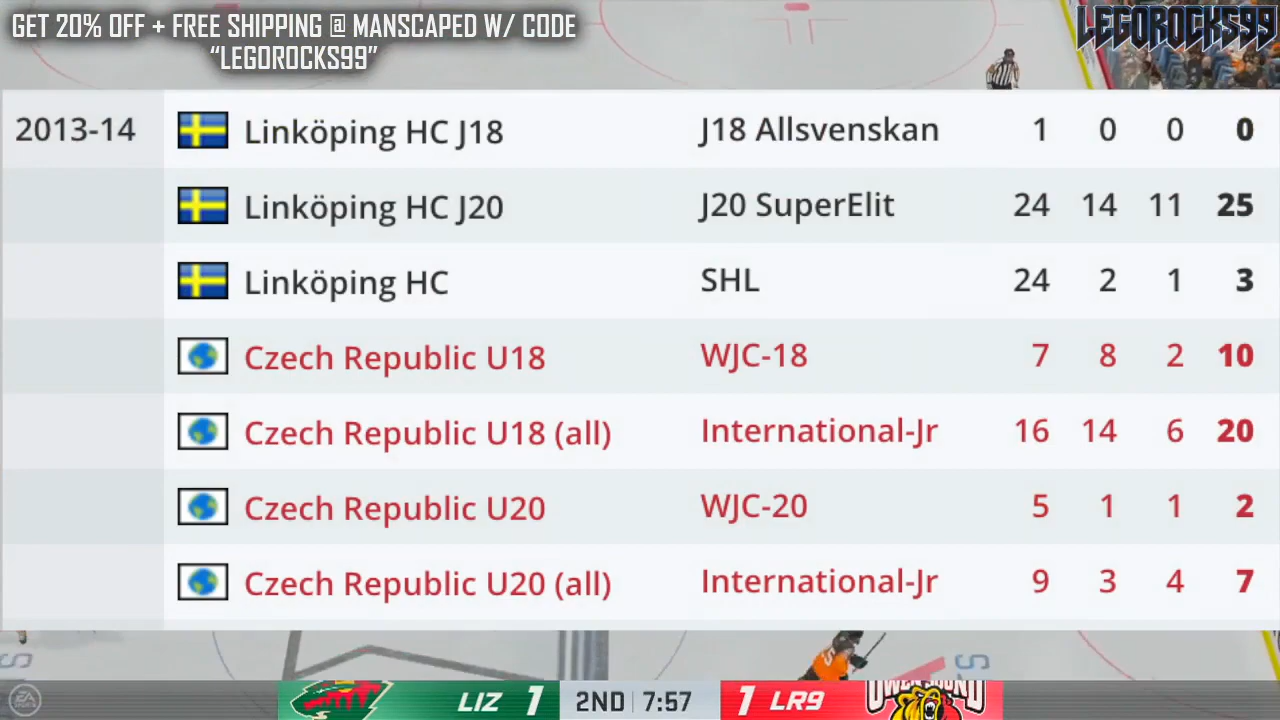 GET 20% OFF + FREE SHIPPING @ MANSCAPED W/ CODE
“LEGOROCKS99”
LEGOROCKS99
2013-14 Linköping HC J18 J18 Allsvenskan 1 0 0 0
Linköping HC J20 J20 SuperElit 24 14 11 25
Linköping HC SHL 24 2 1 3
Czech Republic U18 WJC-18 7 8 2 10
Czech Republic U18 (all) International-Jr 16 14 6 20
Czech Republic U20 WJC-20 5 1 1 2
Czech Republic U20 (all) International-Jr 9 3 4 7
EA
LIZ 1 2ND 7:57 1 LR9 OWEN SOUND